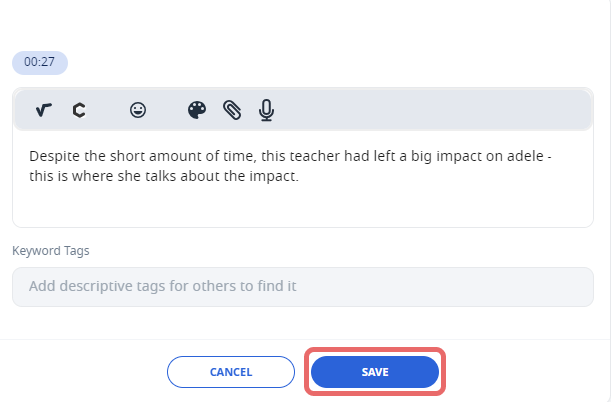 00:27
Despite the short amount of time, this teacher had left a big impact on adele -
this is where she talks about the impact.
Keyword Tags
Add descriptive tags for others to find it
CANCEL
SAVE